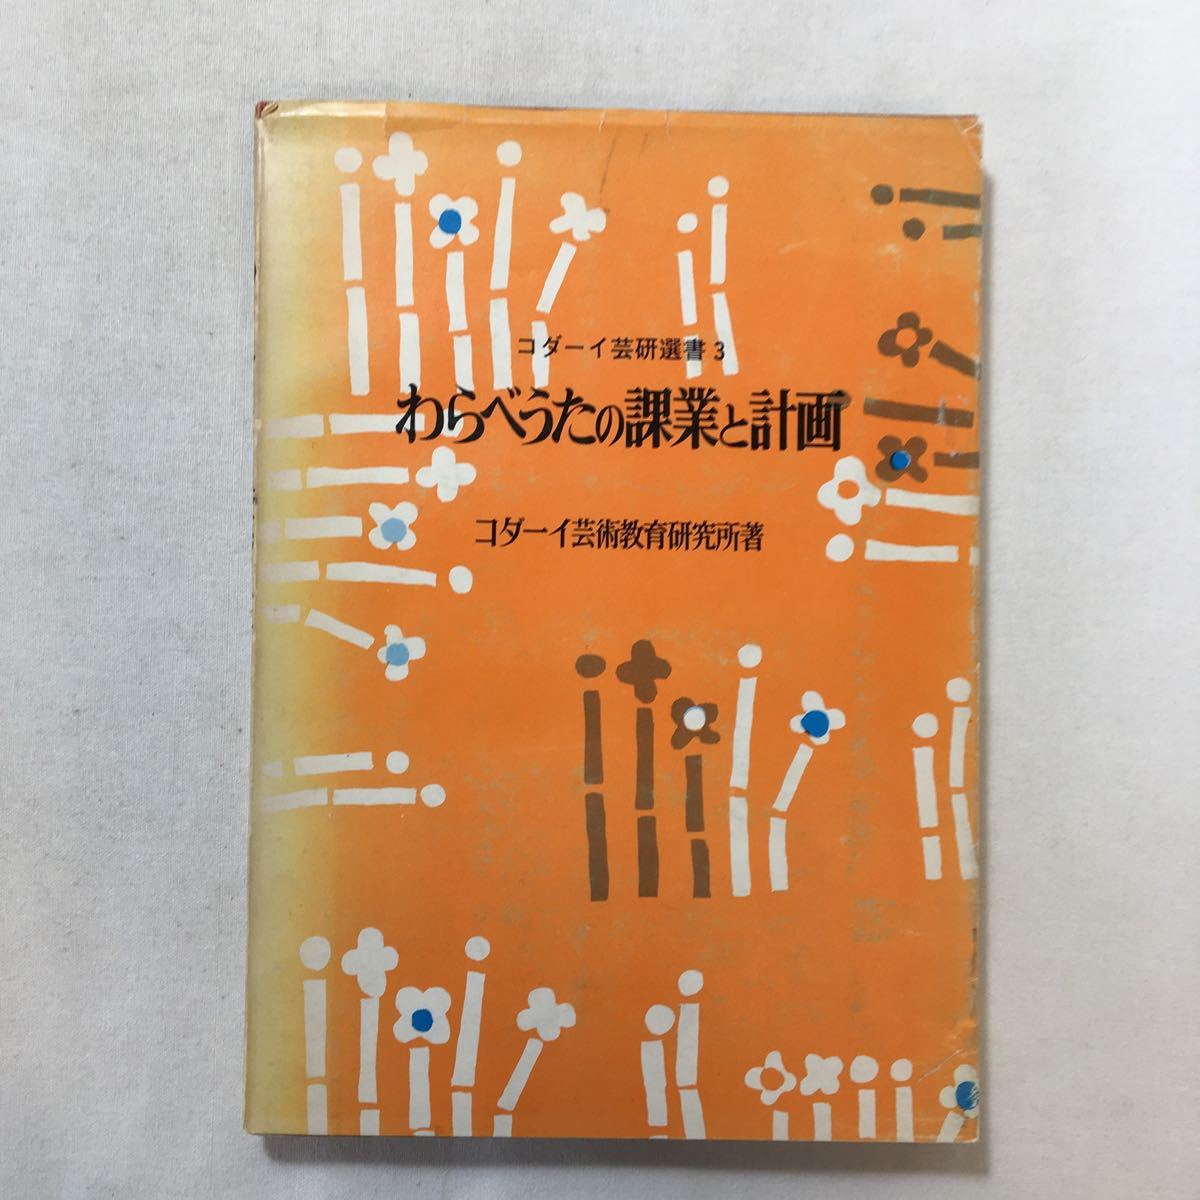 コダーイ芸研選書3
わらべうたの課業と計画
コダーイ芸術教育研究所著